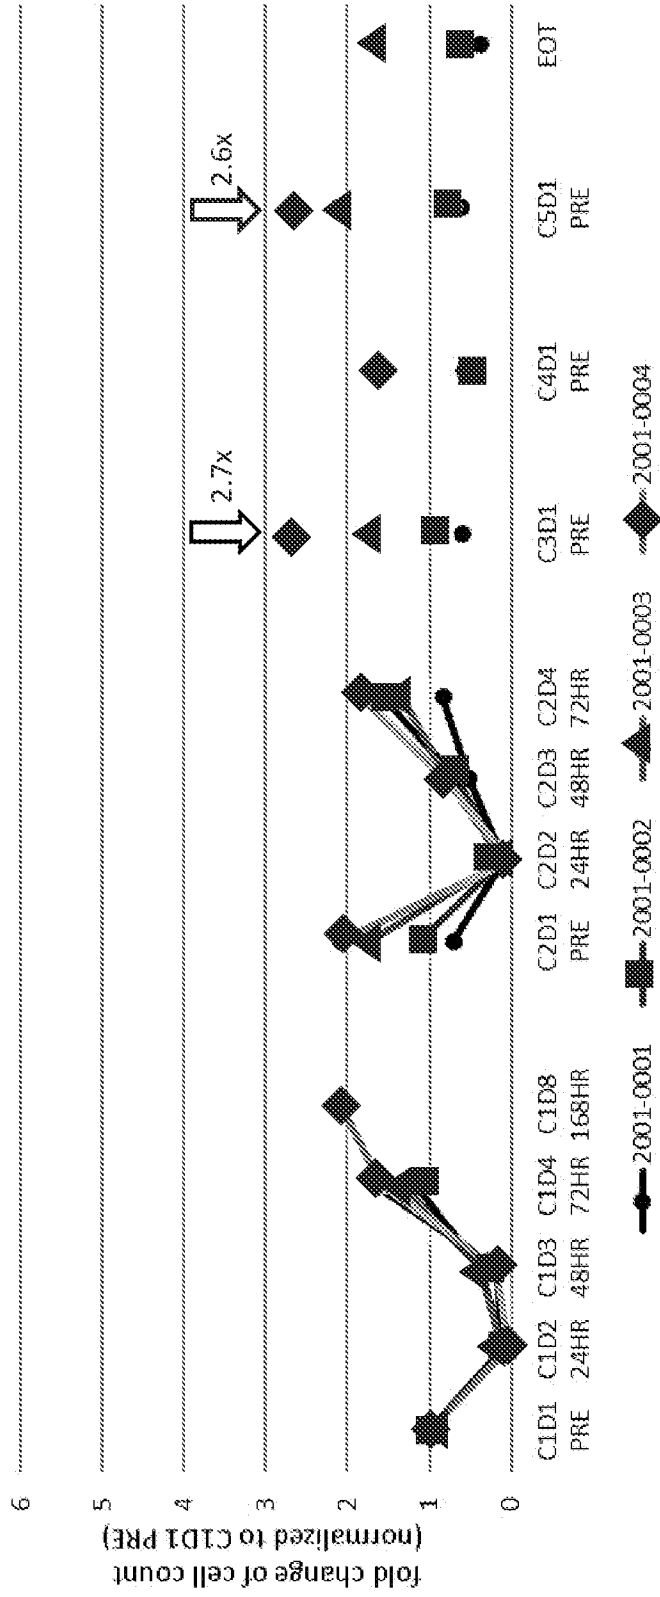 fold change of cell count
(normalized to C1D1 PRE)
6
5
4
3
2
1
0
2.7x
2.6x
C1D1 PRE
C1D2 24HR
C1D3 48HR
C1D4 72HR
C1D8 168HR
C2D1 PRE
C2D2 24HR
C2D3 48HR
C2D4 72HR
C3D1 PRE
C4D1 PRE
C5D1 PRE
EOT
2001-0001
2001-0002
2001-0003
2001-0004